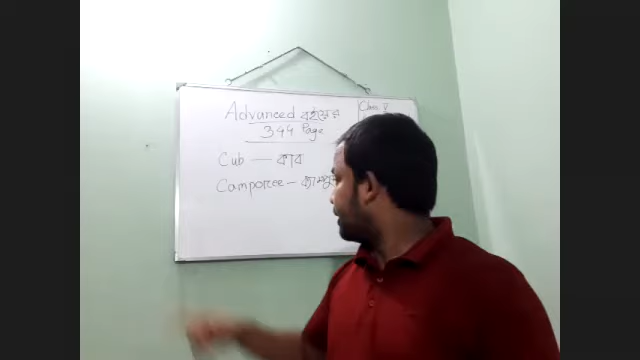 Advanced বইয়ের
Class V
344 Page
Cub — কাব
Camporee —